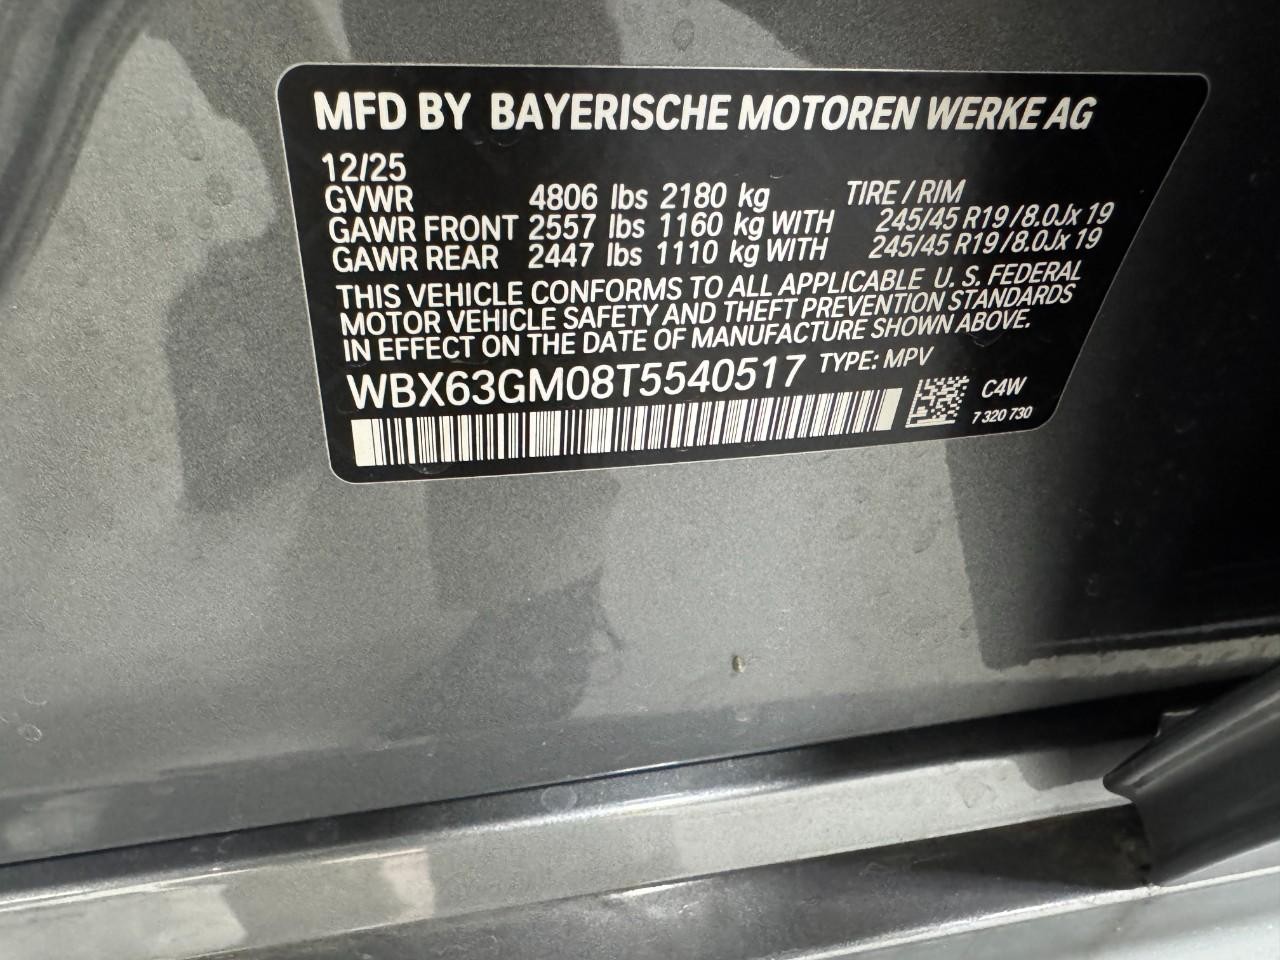 MFD BY BAYERISCHE MOTOREN WERKE AG
12/25
GVWR 4806 lbs 2180 kg TIRE / RIM
GAWR FRONT 2557 lbs 1160 kg WITH 245/45 R19 / 8.0Jx 19
GAWR REAR 2447 lbs 1110 kg WITH 245/45 R19 / 8.0Jx 19
THIS VEHICLE CONFORMS TO ALL APPLICABLE U. S. FEDERAL
MOTOR VEHICLE SAFETY AND THEFT PREVENTION STANDARDS
IN EFFECT ON THE DATE OF MANUFACTURE SHOWN ABOVE.
WBX63GM08T5540517 TYPE: MPV
C4W
7 320 730